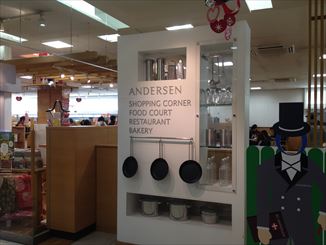 ANDERSEN
SHOPPING CORNER
FOOD COURT
RESTAURANT
BAKERY